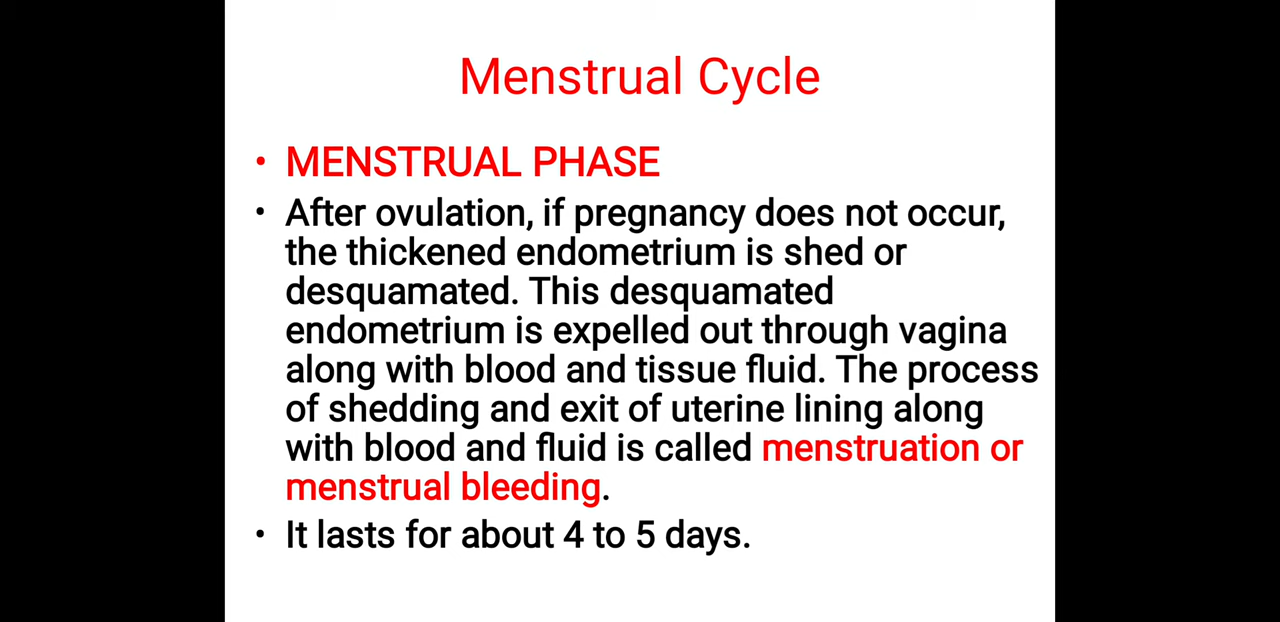 Menstrual Cycle
• MENSTRUAL PHASE
• After ovulation, if pregnancy does not occur,
the thickened endometrium is shed or
desquamated. This desquamated
endometrium is expelled out through vagina
along with blood and tissue fluid. The process
of shedding and exit of uterine lining along
with blood and fluid is called menstruation or
menstrual bleeding.
• It lasts for about 4 to 5 days.